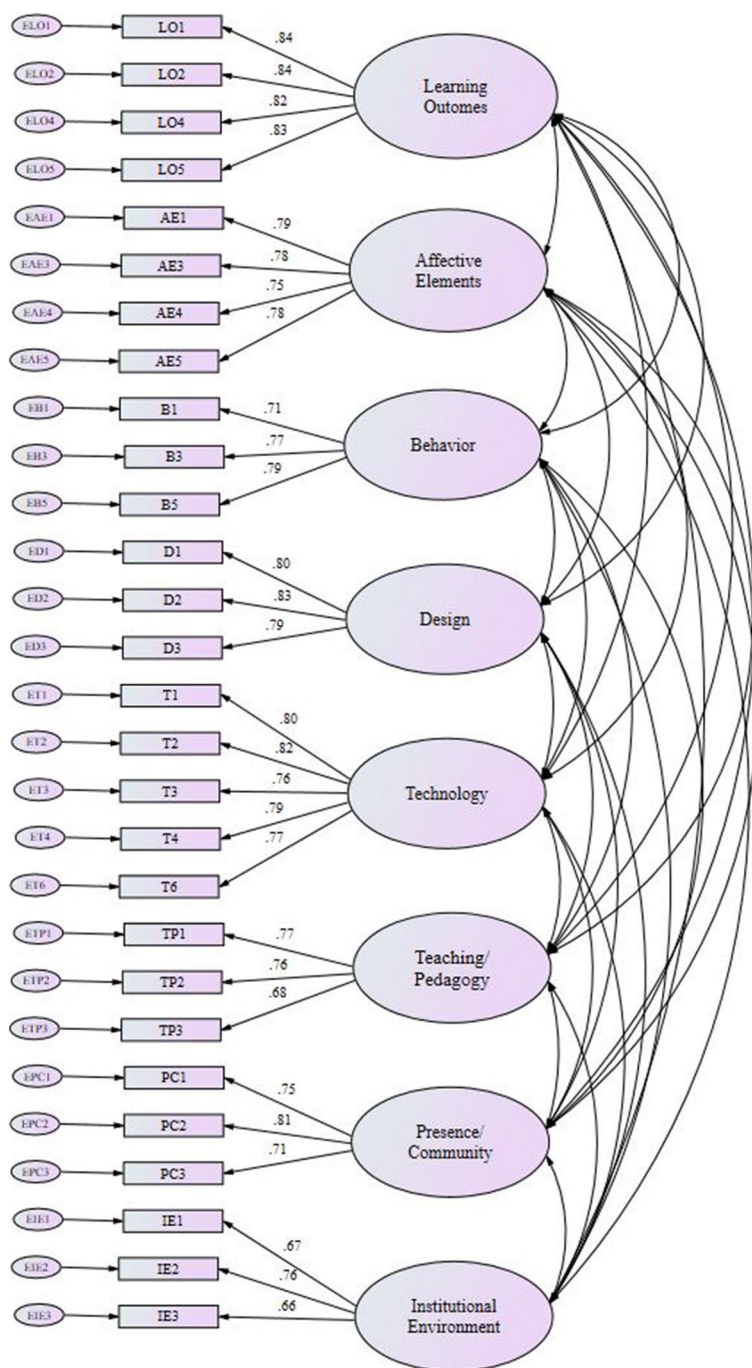 ELO1
LO1
.84
ELO2
LO2
.84
ELO4
LO4
.82
ELO5
LO5
.83
Learning
Outomes
EAE1
AE1
.79
EAE3
AE3
.78
EAE4
AE4
.75
EAE5
AE5
.78
Affective
Elements
EB1
B1
.71
EB3
B3
.77
EB5
B5
.79
Behavior
ED1
D1
.80
ED2
D2
.83
ED3
D3
.79
Design
ET1
T1
.80
ET2
T2
.82
ET3
T3
.76
ET4
T4
.79
ET6
T6
.77
Technology
ETP1
TP1
.77
ETP2
TP2
.76
ETP3
TP3
.68
Teaching/
Pedagogy
EPC1
PC1
.75
EPC2
PC2
.81
EPC3
PC3
.71
Presence/
Community
EIE1
IE1
.67
EIE2
IE2
.76
EIE3
IE3
.66
Institutional
Environment